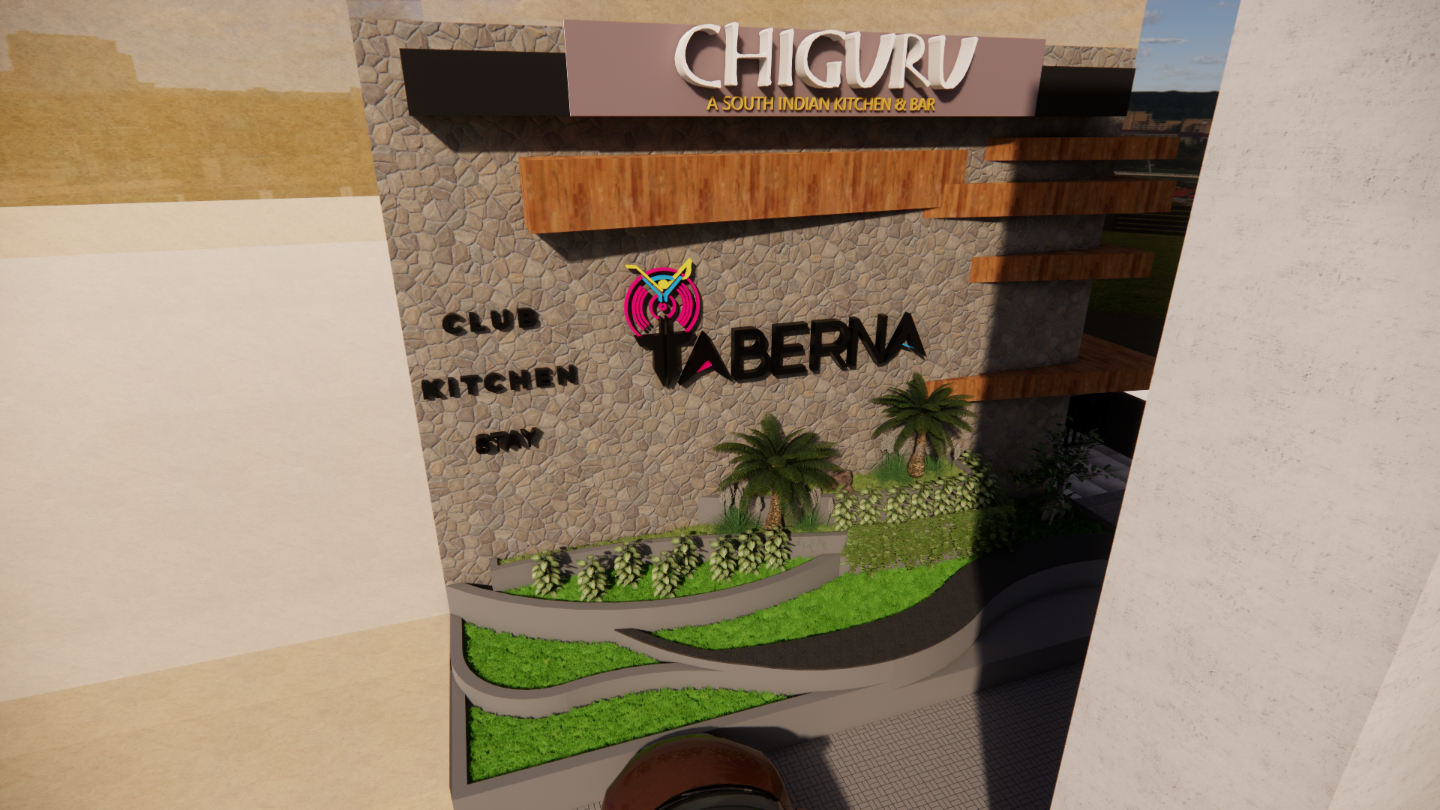 CHIGURU
A SOUTH INDIAN KITCHEN & BAR
TABERNA
CLUB
KITCHEN
STAY